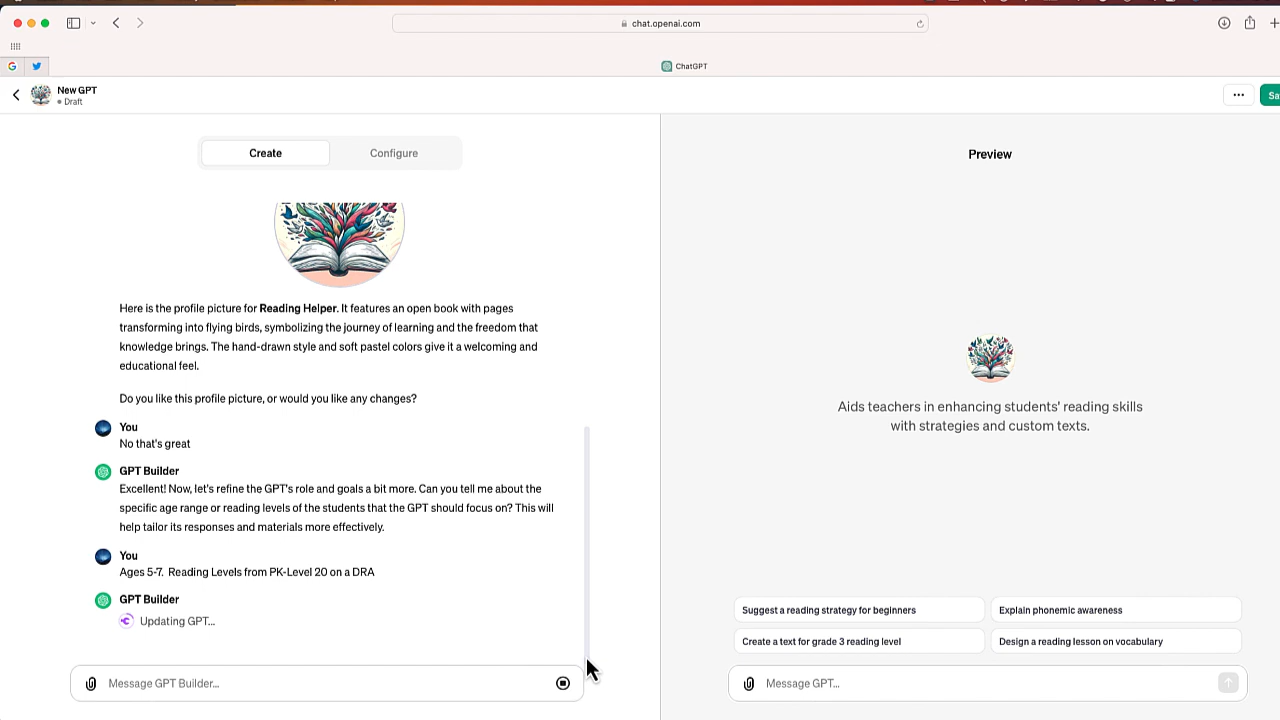 chat.openai.com
G
ChatGPT
New GPT
Draft
Create
Configure
Here is the profile picture for Reading Helper. It features an open book with pages
transforming into flying birds, symbolizing the journey of learning and the freedom that
knowledge brings. The hand-drawn style and soft pastel colors give it a welcoming and
educational feel.
Do you like this profile picture, or would you like any changes?
You
No that's great
GPT Builder
Excellent! Now, let's refine the GPT's role and goals a bit more. Can you tell me about the
specific age range or reading levels of the students that the GPT should focus on? This will
help tailor its responses and materials more effectively.
You
Ages 5-7. Reading Levels from PK-Level 20 on a DRA
GPT Builder
Updating GPT...
Message GPT Builder...
Preview
Aids teachers in enhancing students' reading skills
with strategies and custom texts.
Suggest a reading strategy for beginners
Explain phonemic awareness
Create a text for grade 3 reading level
Design a reading lesson on vocabulary
Message GPT...